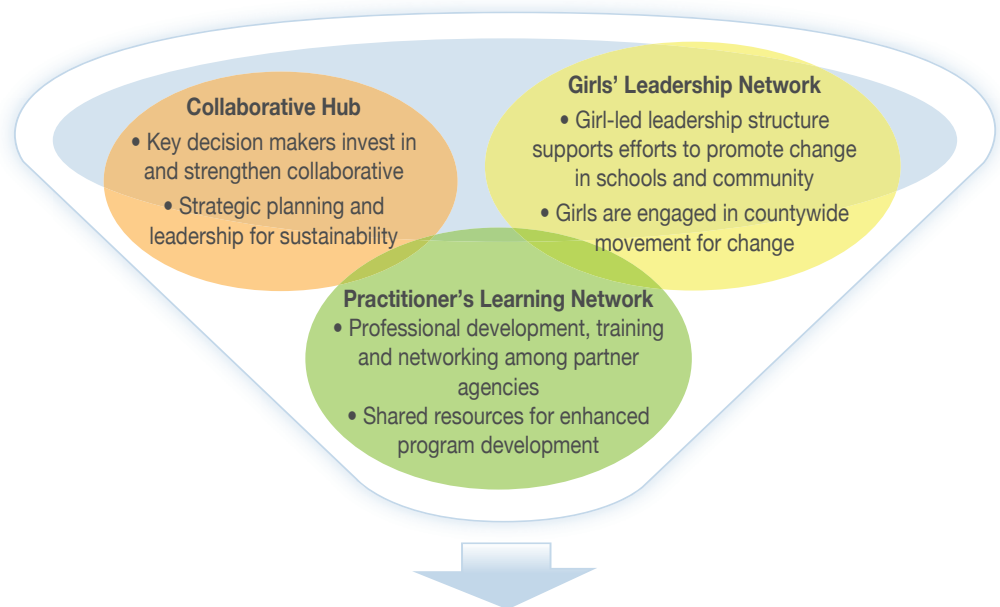 Collaborative Hub
• Key decision makers invest in
and strengthen collaborative
• Strategic planning and
leadership for sustainability
Girls’ Leadership Network
• Girl-led leadership structure
supports efforts to promote change
in schools and community
• Girls are engaged in countywide
movement for change
Practitioner’s Learning Network
• Professional development, training
and networking among partner
agencies
• Shared resources for enhanced
program development